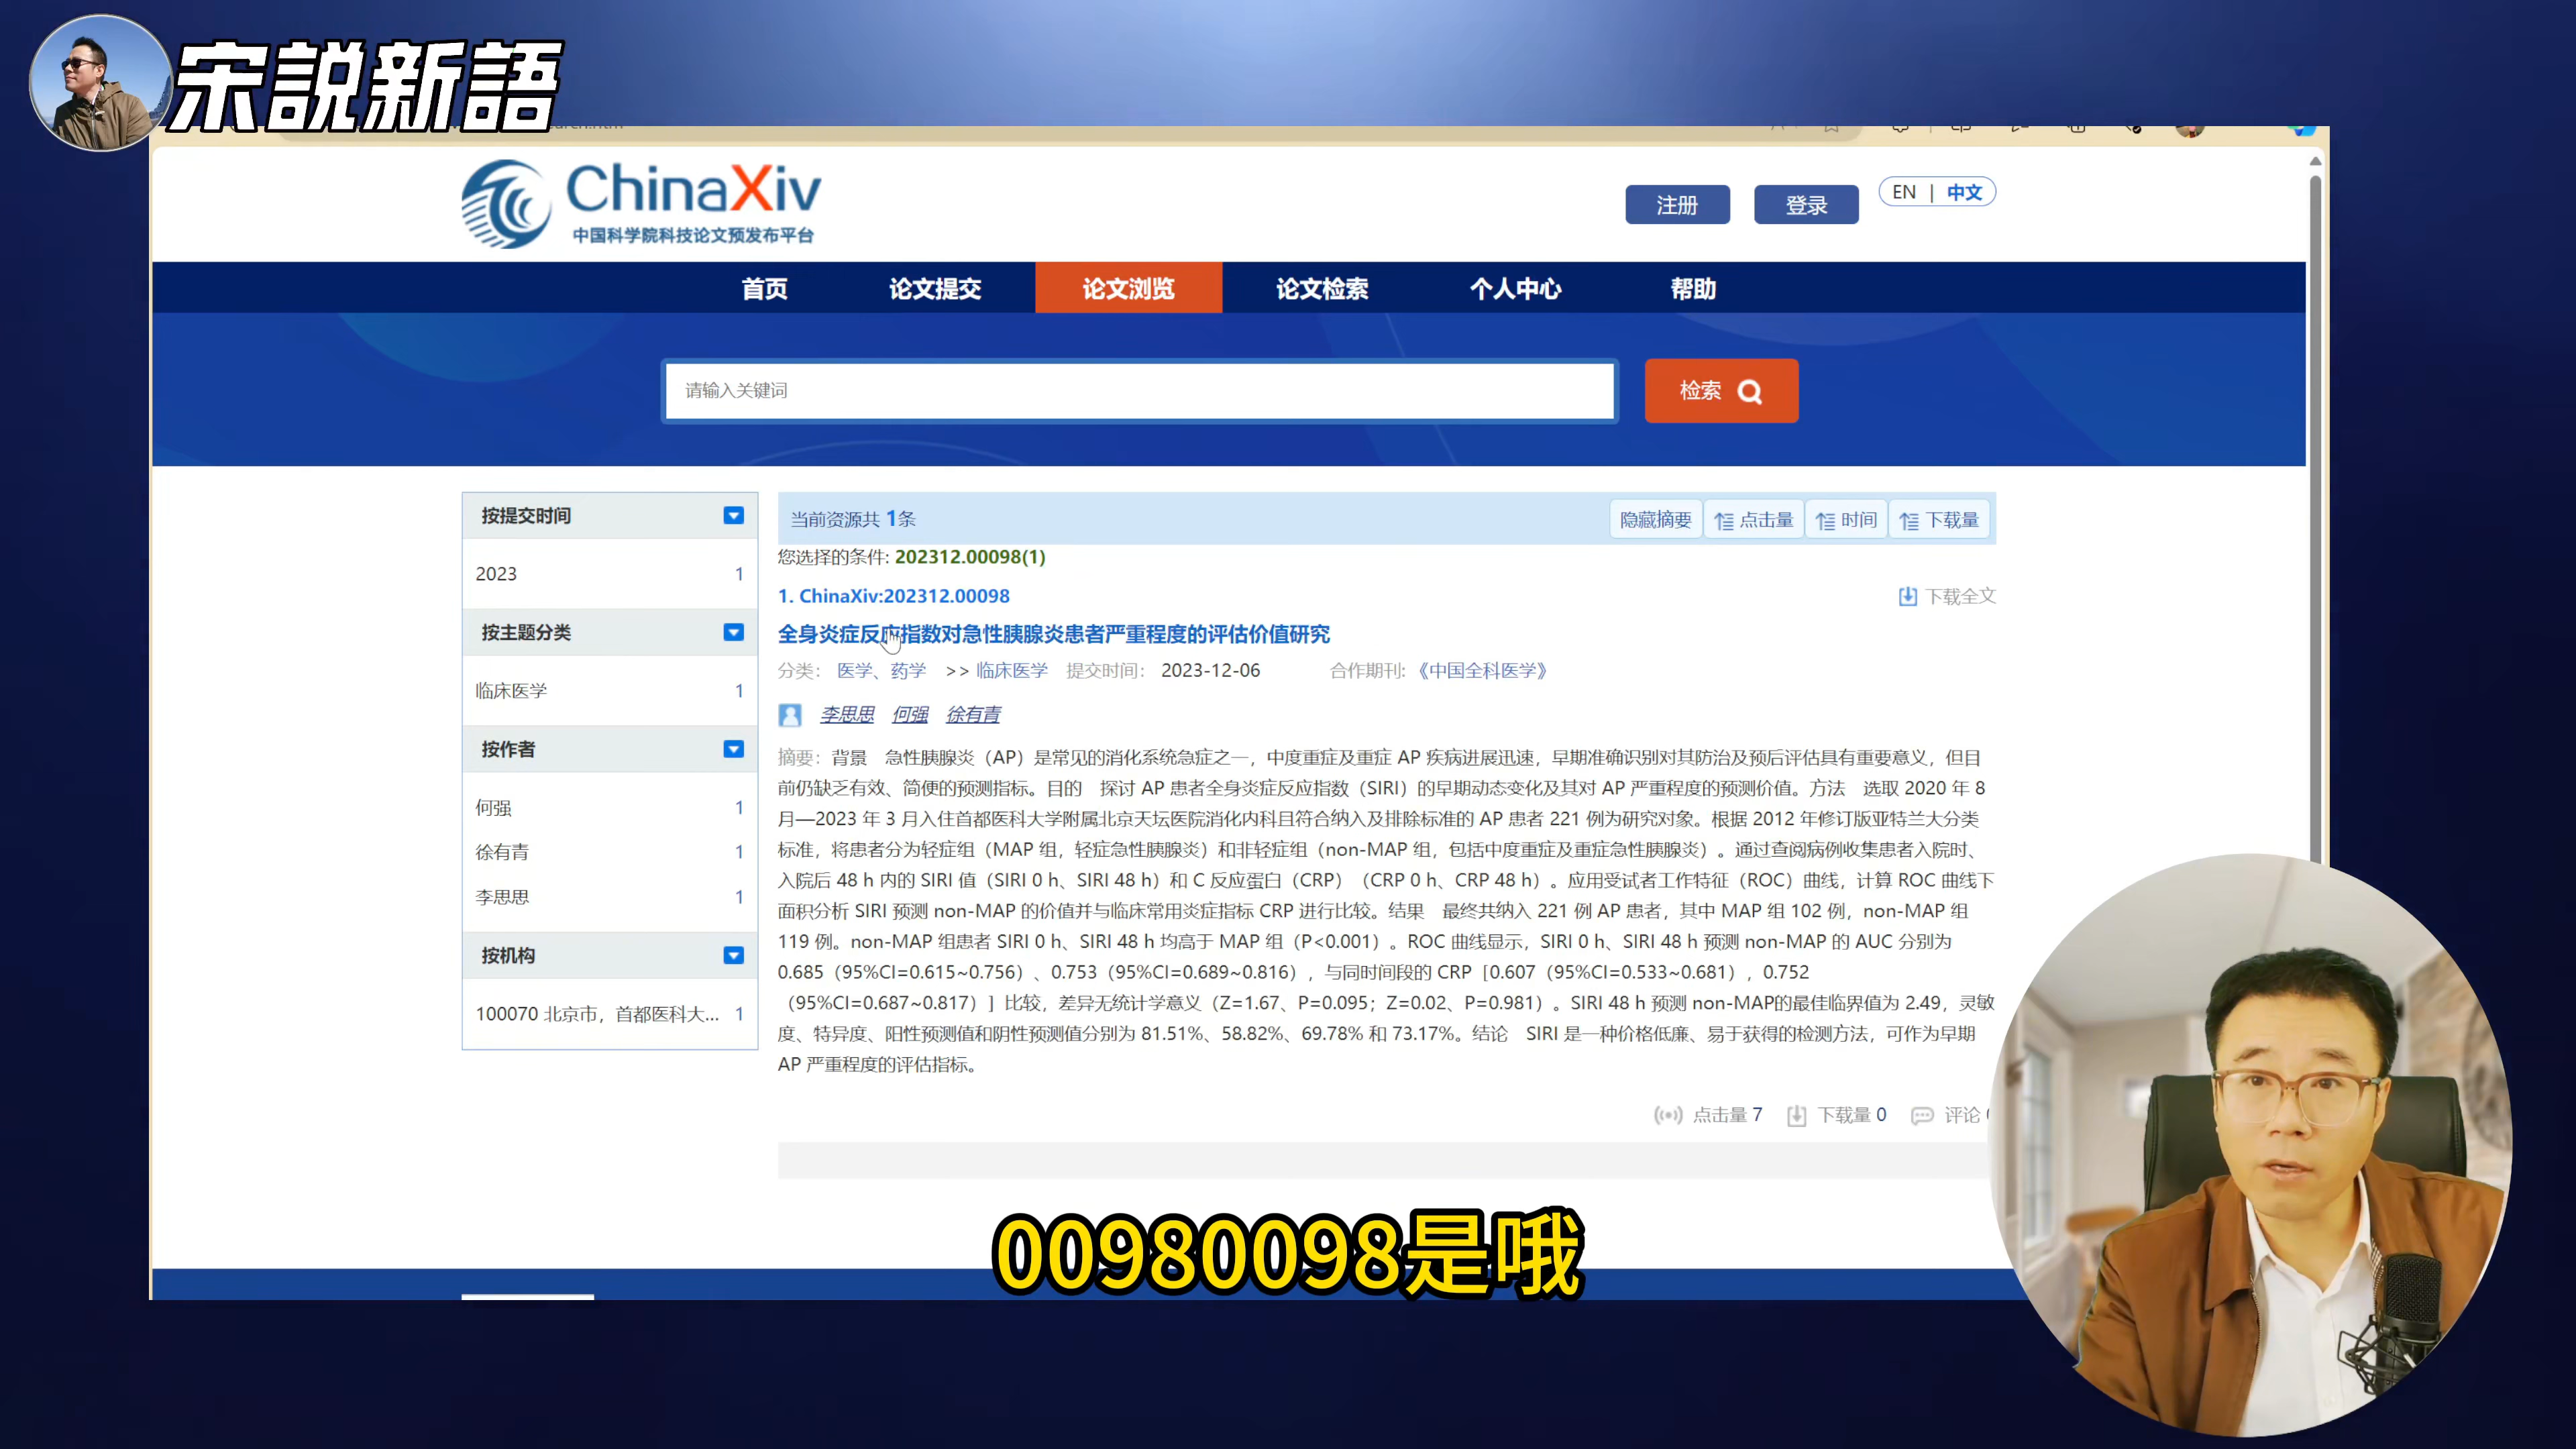 宋説新語
ChinaXiv
中国科学院科技论文预发布平台
注册
登录
EN | 中文
首页
论文提交
论文浏览
论文检索
个人中心
帮助
请输入关键词
检索
按提交时间
2023 1
按主题分类
临床医学 1
按作者
何强 1
徐有青 1
李思思 1
按机构
100070 北京市，首都医科大... 1
当前资源共 1条
隐藏摘要
点击量
时间
下载量
您选择的条件: 202312.00098(1)
1. ChinaXiv:202312.00098
下载全文
全身炎症反应指数对急性胰腺炎患者严重程度的评估价值研究
分类： 医学、药学 >> 临床医学 提交时间： 2023-12-06 合作期刊: 《中国全科医学》
李思思 何强 徐有青
摘要：背景 急性胰腺炎（AP）是常见的消化系统急症之一，中度重症及重症 AP 疾病进展迅速，早期准确识别对其防治及预后评估具有重要意义，但目
前仍缺乏有效、简便的预测指标。目的 探讨 AP 患者全身炎症反应指数（SIRI）的早期动态变化及其对 AP 严重程度的预测价值。方法 选取 2020 年 8
月—2023 年 3 月入住首都医科大学附属北京天坛医院消化内科且符合纳入及排除标准的 AP 患者 221 例为研究对象。根据 2012 年修订版亚特兰大分类
标准，将患者分为轻症组（MAP 组，轻症急性胰腺炎）和非轻症组（non-MAP 组，包括中度重症及重症急性胰腺炎）。通过查阅病例收集患者入院时、
入院后 48 h 内的 SIRI 值（SIRI 0 h、SIRI 48 h）和 C 反应蛋白（CRP）（CRP 0 h、CRP 48 h）。应用受试者工作特征（ROC）曲线，计算 ROC 曲线下
面积分析 SIRI 预测 non-MAP 的价值并与临床常用炎症指标 CRP 进行比较。结果 最终共纳入 221 例 AP 患者，其中 MAP 组 102 例，non-MAP 组
119 例。non-MAP 组患者 SIRI 0 h、SIRI 48 h 均高于 MAP 组（P<0.001）。ROC 曲线显示，SIRI 0 h、SIRI 48 h 预测 non-MAP 的 AUC 分别为
0.685（95%CI=0.615~0.756）、0.753（95%CI=0.689~0.816），与同时间段的 CRP［0.607（95%CI=0.533~0.681），0.752
（95%CI=0.687~0.817）］比较，差异无统计学意义（Z=1.67、P=0.095；Z=0.02、P=0.981）。SIRI 48 h 预测 non-MAP的最佳临界值为 2.49，灵敏
度、特异度、阳性预测值和阴性预测值分别为 81.51%、58.82%、69.78% 和 73.17%。结论 SIRI 是一种价格低廉、易于获得的检测方法，可作为早期
AP 严重程度的评估指标。
点击量 7 下载量 0 评论
00980098是哦